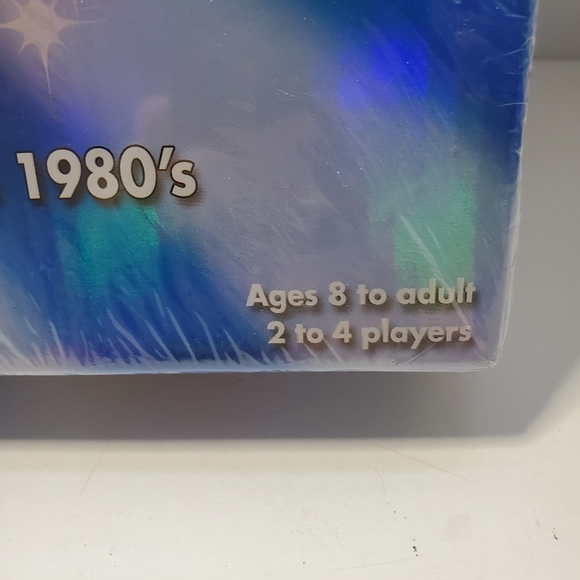 1980's
Ages 8 to adult
2 to 4 players